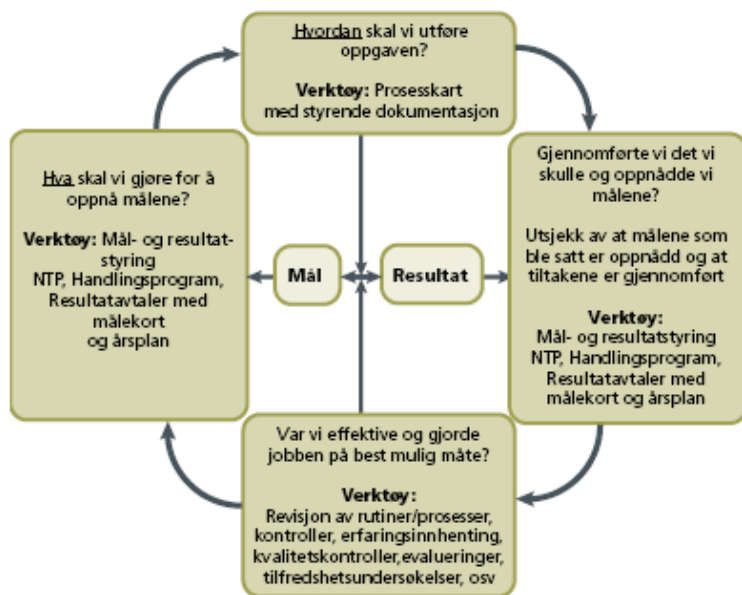 Hvordan skal vi utføre
oppgaven?
Verktøy: Prosesskart
med styrende dokumentasjon
Gjennomførte vi det vi
skulle og oppnådde vi
målene?
Utsjekk av at målene som
ble satt er oppnådd og at
tiltakene er gjennomført
Verktøy:
Mål- og resultatstyring
NTP, Handlingsprogram,
Resultatavtaler med
målekort og årsplan
Var vi effektive og gjorde
jobben på best mulig måte?
Verktøy:
Revisjon av rutiner/prosesser,
kontroller, erfaringsinnhenting,
kvalitetskontroller,evalueringer,
tilfredshetsundersøkelser, osv
Hva skal vi gjøre for å
oppnå målene?
Verktøy: Mål- og resultat-
styring
NTP, Handlingsprogram,
Resultatavtaler med
målekort
og årsplan
Mål
Resultat